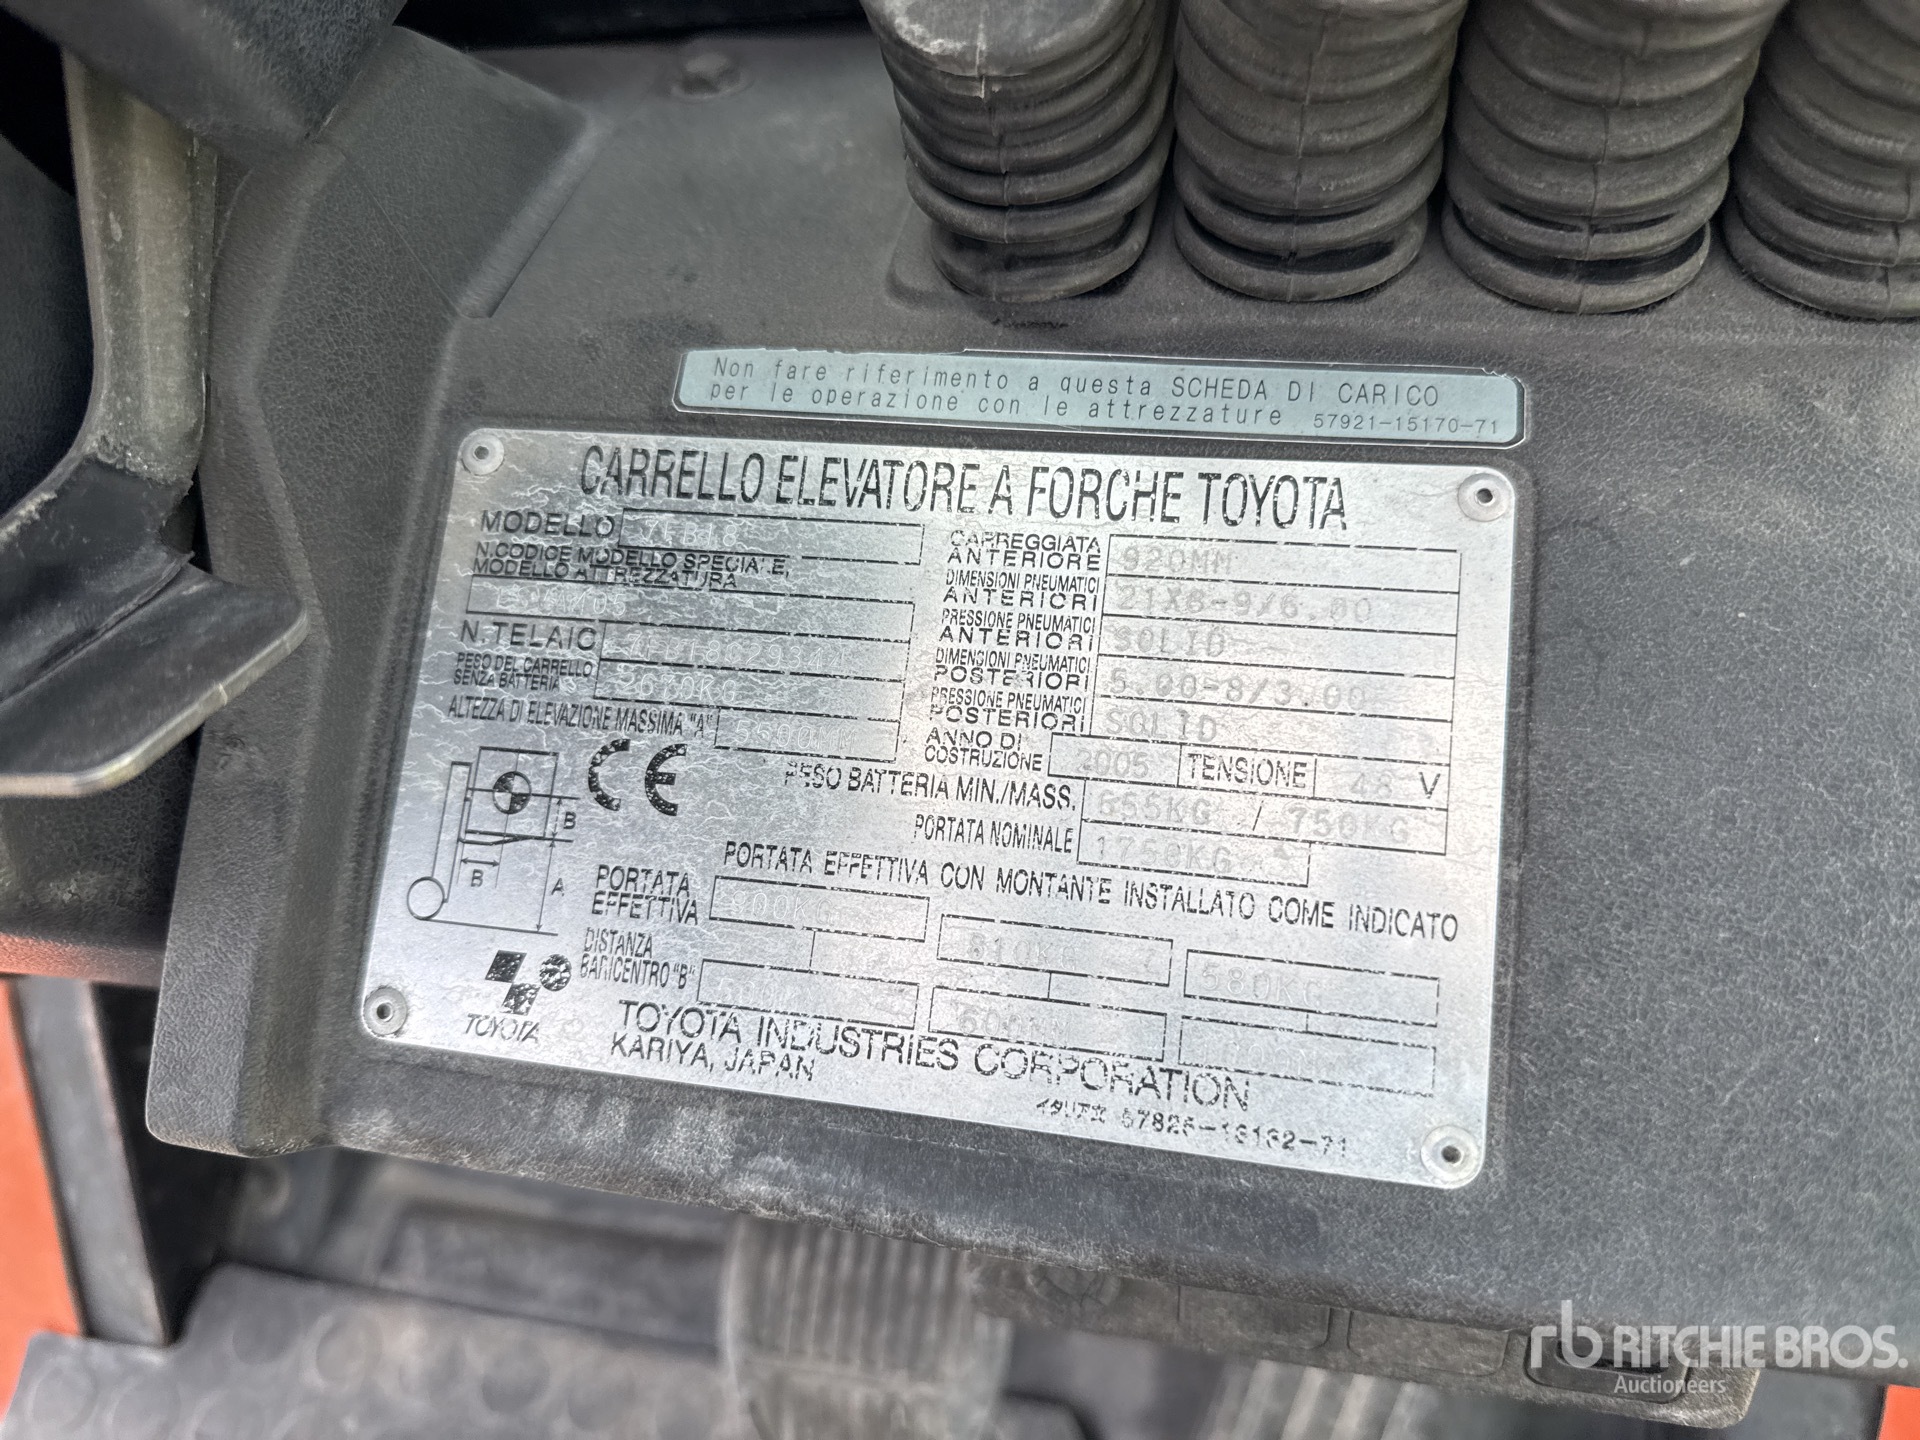 Non fare riferimento a questa SCHEDA DI CARICO
per le operazione con le attrezzature 57921-15170-71
CARRELLO ELEVATORE A FORCHE TOYOTA
MODELLO 7FB18
N.CODICE MODELLO SPECIALE,
MODELLO ATTREZZATURA
N.TELAIO
PESO DEL CARRELLO
SENZA BATTERIA 2670KG
ALTEZZA DI ELEVAZIONE MASSIMA "A" 5500MM
CARREGGIATA
ANTERIORE 920MM
DIMENSIONI PNEUMATICI
ANTERIORI 21X8-9/6.00
PRESSIONE PNEUMATICI
ANTERIORI SOLID
DIMENSIONI PNEUMATICI
POSTERIORI 5.00-8/3.00
PRESSIONE PNEUMATICI
POSTERIORI SOLID
ANNO DI
COSTRUZIONE 2005 TENSIONE 48 V
PESO BATTERIA MIN./MASS. 655KG / 750KG
PORTATA NOMINALE 1750KG
CE
B
B
A
PORTATA EFFETTIVA CON MONTANTE INSTALLATO COME INDICATO
PORTATA
EFFETTIVA 580KG
DISTANZA
BARICENTRO "B" 600MM
TOYOTA
TOYOTA INDUSTRIES CORPORATION
KARIYA, JAPAN
57825-13132-71
rb RITCHIE BROS.
Auctioneers